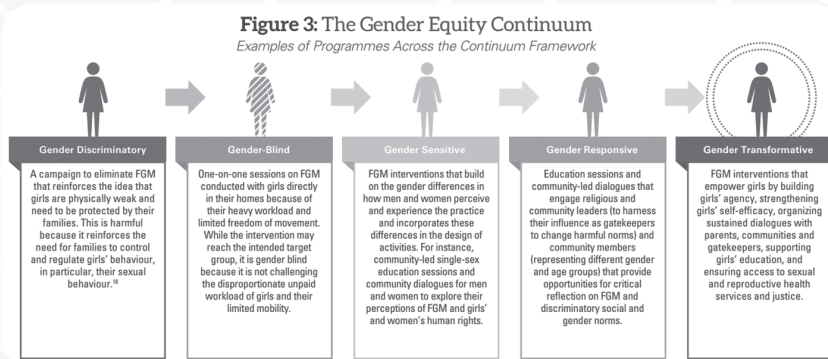 Figure 3: The Gender Equity Continuum
Examples of Programmes Across the Continuum Framework
Gender Discriminatory
A campaign to eliminate FGM
that reinforces the idea that
girls are physically weak and
need to be protected by their
families. This is harmful
because it reinforces the
need for families to control
and regulate girls' behaviour,
in particular, their sexual
behaviour.¹⁶
Gender-Blind
One-on-one sessions on FGM
conducted with girls directly
in their homes because of
their heavy workload and
limited freedom of movement.
While the intervention may
reach the intended target
group, it is gender blind
because it is not challenging
the disproportionate unpaid
workload of girls and their
limited mobility.
Gender Sensitive
FGM interventions that build
on the gender differences in
how men and women perceive
and experience the practice
and incorporates these
differences in the design of
activities. For instance,
community-led single-sex
education sessions and
community dialogues for men
and women to explore their
perceptions of FGM and girls'
and women's human rights.
Gender Responsive
Education sessions and
community-led dialogues that
engage religious and
community leaders (to harness
their influence as gatekeepers
to change harmful norms) and
community members
(representing different gender
and age groups) that provide
opportunities for critical
reflection on FGM and
discriminatory social and
gender norms.
Gender Transformative
FGM interventions that
empower girls by building
girls' agency, strengthening
girls' self-efficacy, organizing
sustained dialogues with
parents, communities and
gatekeepers, supporting
girls' education, and
ensuring access to sexual
and reproductive health
services and justice.